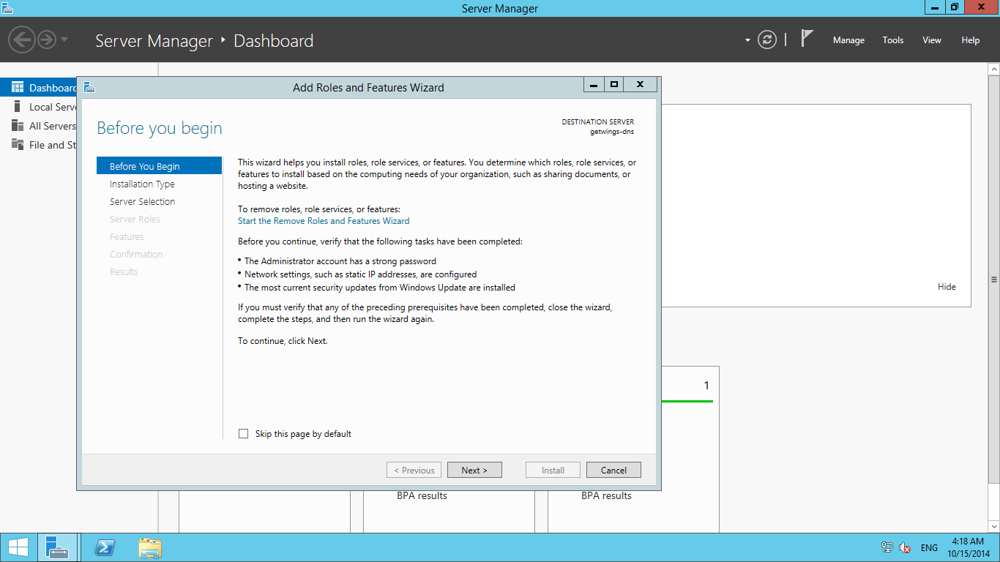 Server Manager
Server Manager ‣ Dashboard
Manage Tools View Help
Dashboard
Local Serve
All Servers
File and St
Add Roles and Features Wizard
Before you begin
DESTINATION SERVER
getwings-dns
Before You Begin
Installation Type
Server Selection
Server Roles
Features
Confirmation
Results
This wizard helps you install roles, role services, or features. You determine which roles, role services, or
features to install based on the computing needs of your organization, such as sharing documents, or
hosting a website.
To remove roles, role services, or features:
Start the Remove Roles and Features Wizard
Before you continue, verify that the following tasks have been completed:
• The Administrator account has a strong password
• Network settings, such as static IP addresses, are configured
• The most current security updates from Windows Update are installed
If you must verify that any of the preceding prerequisites have been completed, close the wizard,
complete the steps, and then run the wizard again.
To continue, click Next.
Skip this page by default
< Previous Next > Install Cancel
Hide
1
BPA results BPA results
ENG
4:18 AM
10/15/2014